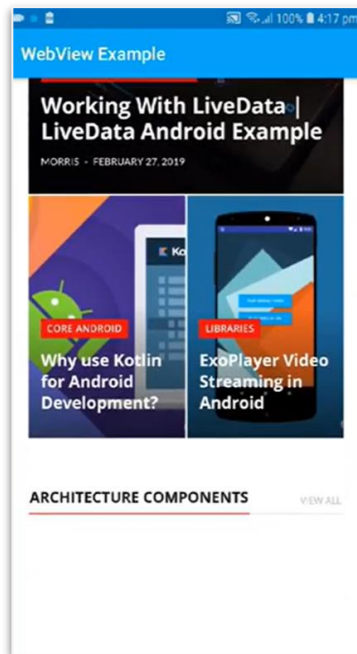 100% 4:17 pm
WebView Example
Working With LiveData |
LiveData Android Example
MORRIS - FEBRUARY 27, 2019
Ko
CORE ANDROID
Why use Kotlin
for Android
Development?
LIBRARIES
ExoPlayer Video
Streaming in
Android
ARCHITECTURE COMPONENTS
VIEW ALL